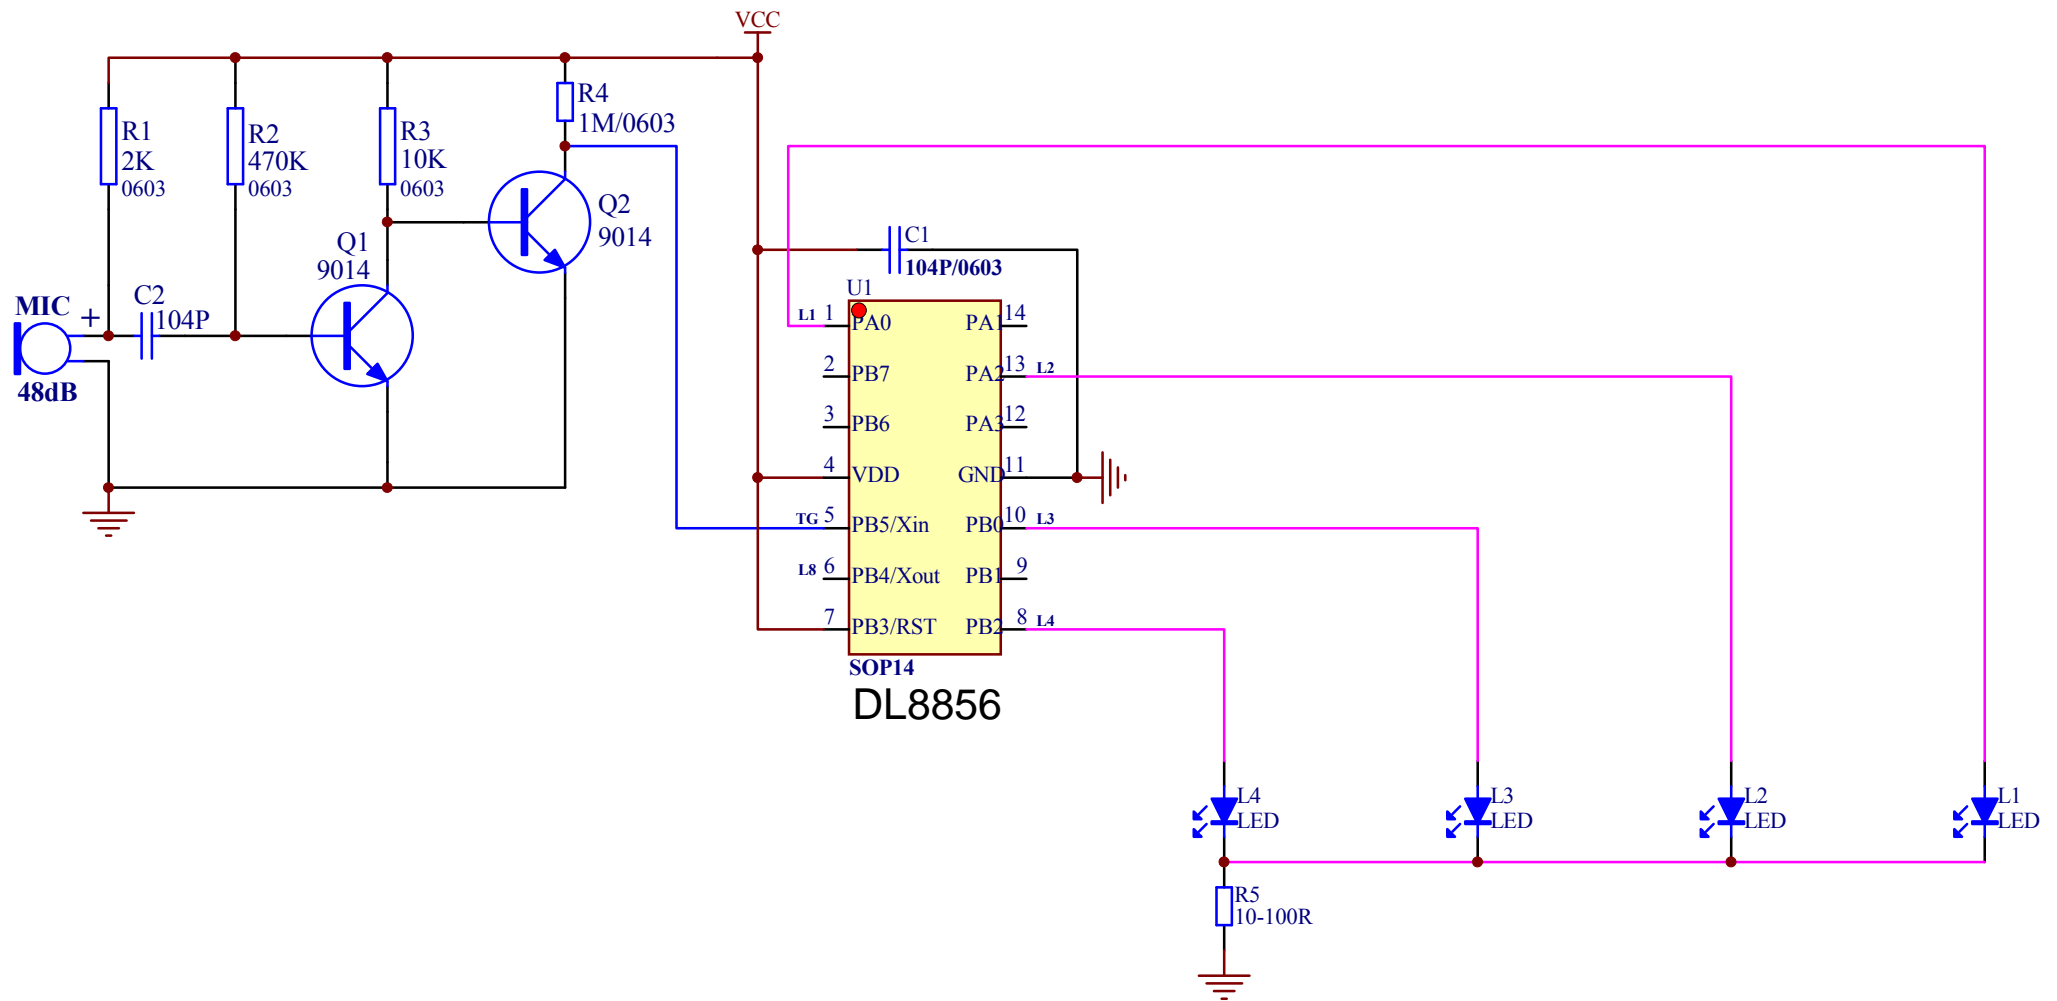 VCC
R1
2K
0603
R2
470K
0603
R3
10K
0603
R4
1M/0603
Q1
9014
Q2
9014
MIC
+
48dB
C2
104P
C1
104P/0603
U1
L1 1 PA0
2 PB7
3 PB6
4 VDD
TG 5 PB5/Xin
L8 6 PB4/Xout
7 PB3/RST
PA1 14
PA2 13 L2
PA3 12
GND 11
PB0 10 L3
PB1 9
PB2 8 L4
SOP14
DL8856
L4
LED
L3
LED
L2
LED
L1
LED
R5
10-100R